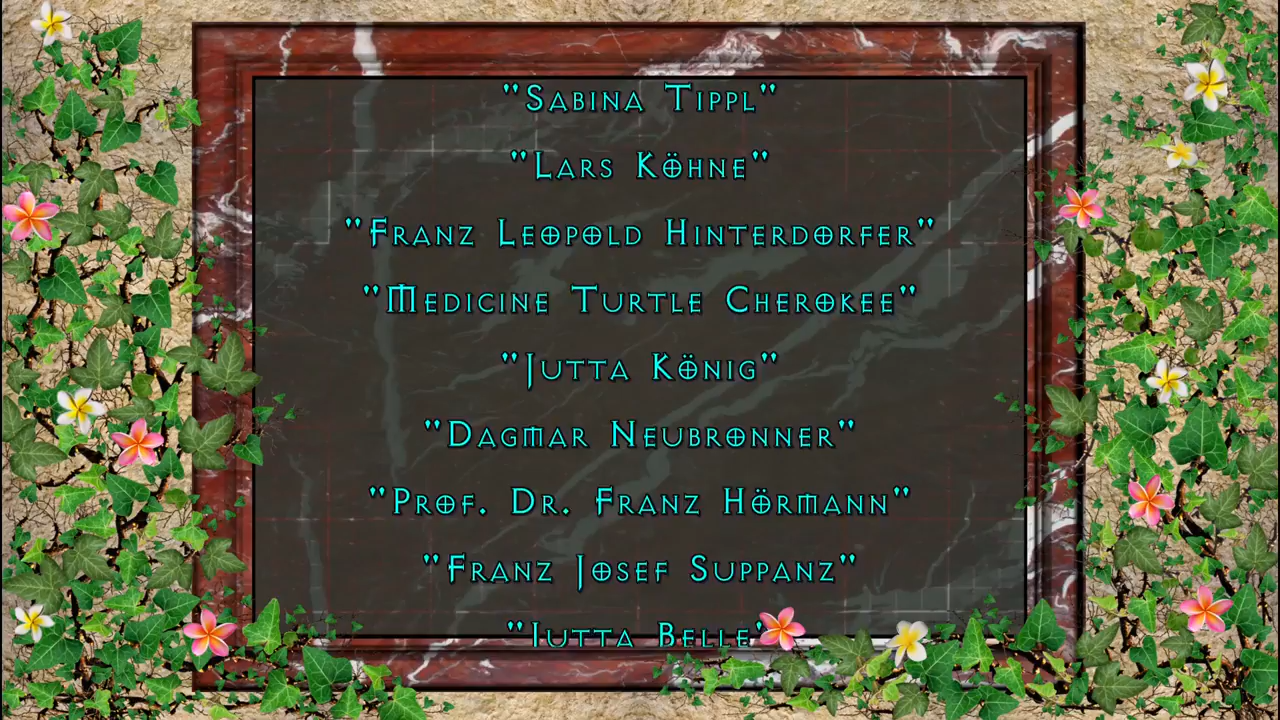 "Sabina Tippl"
"Lars Köhne"
"Franz Leopold Hinterdorfer"
"Medicine Turtle Cherokee"
"Jutta König"
"Dagmar Neubronner"
"Prof. Dr. Franz Hörmann"
"Franz Josef Suppanz"
"Jutta Belle"